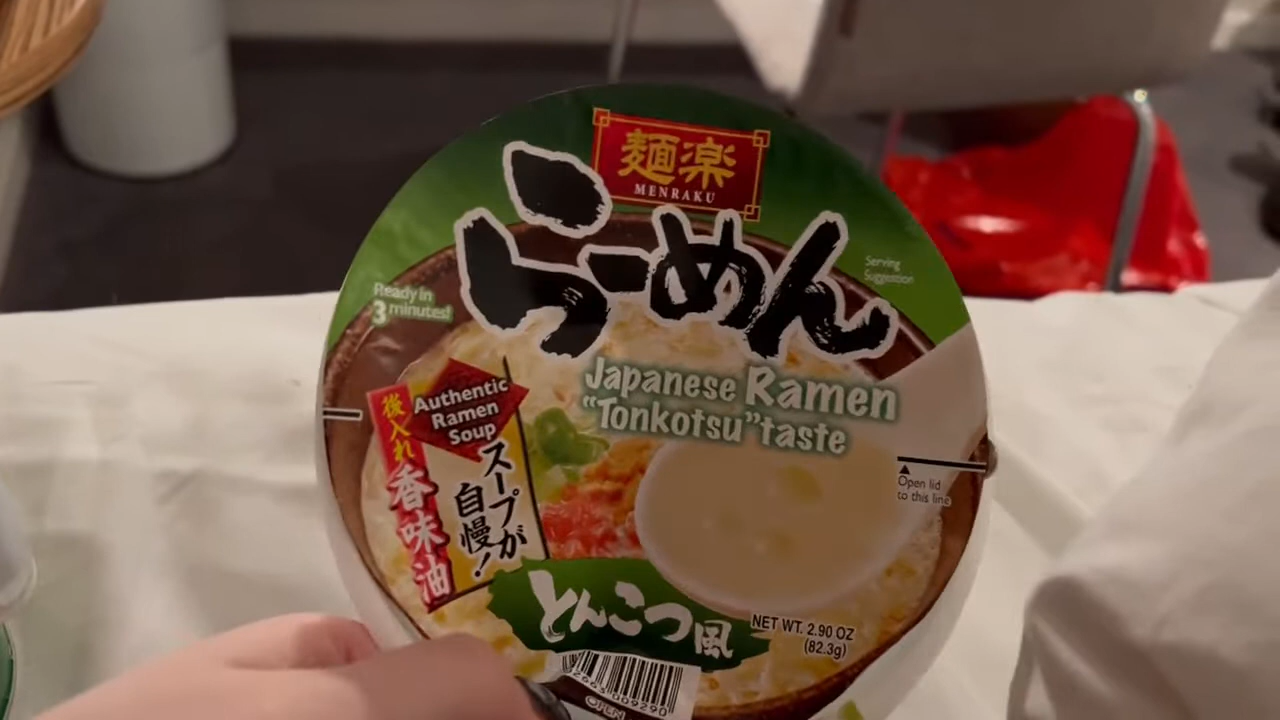 麺楽
MENRAKU
らーめん
Serving
Suggestion
Ready in
3 minutes!
Japanese Ramen
"Tonkotsu" taste
Authentic
Ramen
Soup
後入れ香味油
スープが
自慢!
Open lid
to this line
とんこつ風
NET WT. 2.90 OZ
(82.3g)
OPEN